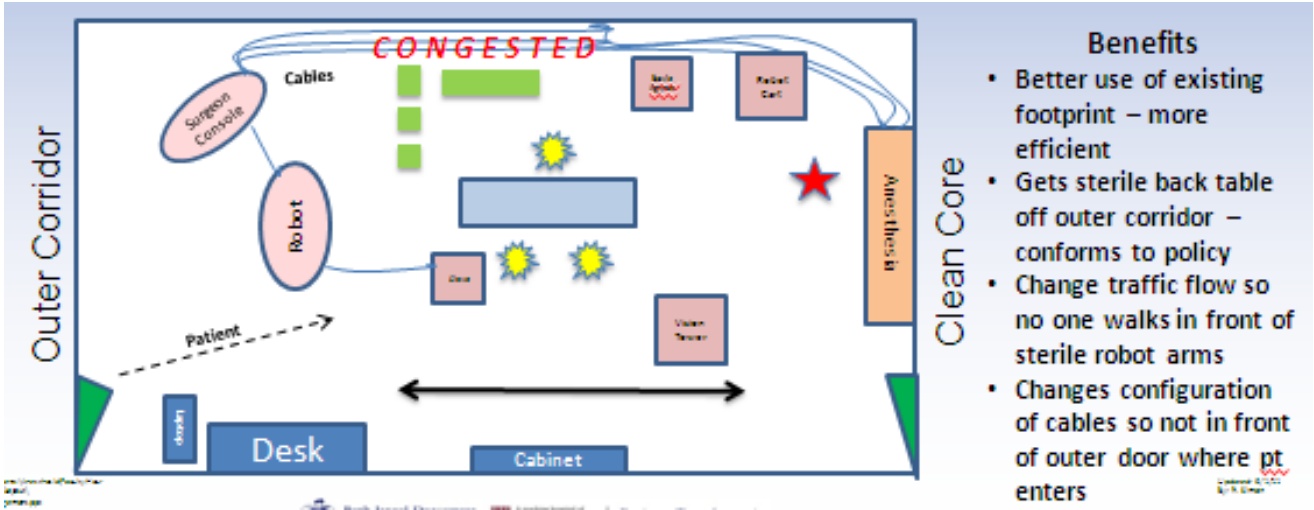 CONGESTED
Cables
Surgeon
Console
Robot
Cart
Robot
Anesthesia
Vision
Tower
Patient
Desk
Cabinet
Outer Corridor
Clean Core
Benefits
• Better use of existing
footprint – more
efficient
• Gets sterile back table
off outer corridor –
conforms to policy
• Change traffic flow so
no one walks in front of
sterile robot arms
• Changes configuration
of cables so not in front
of outer door where pt
enters